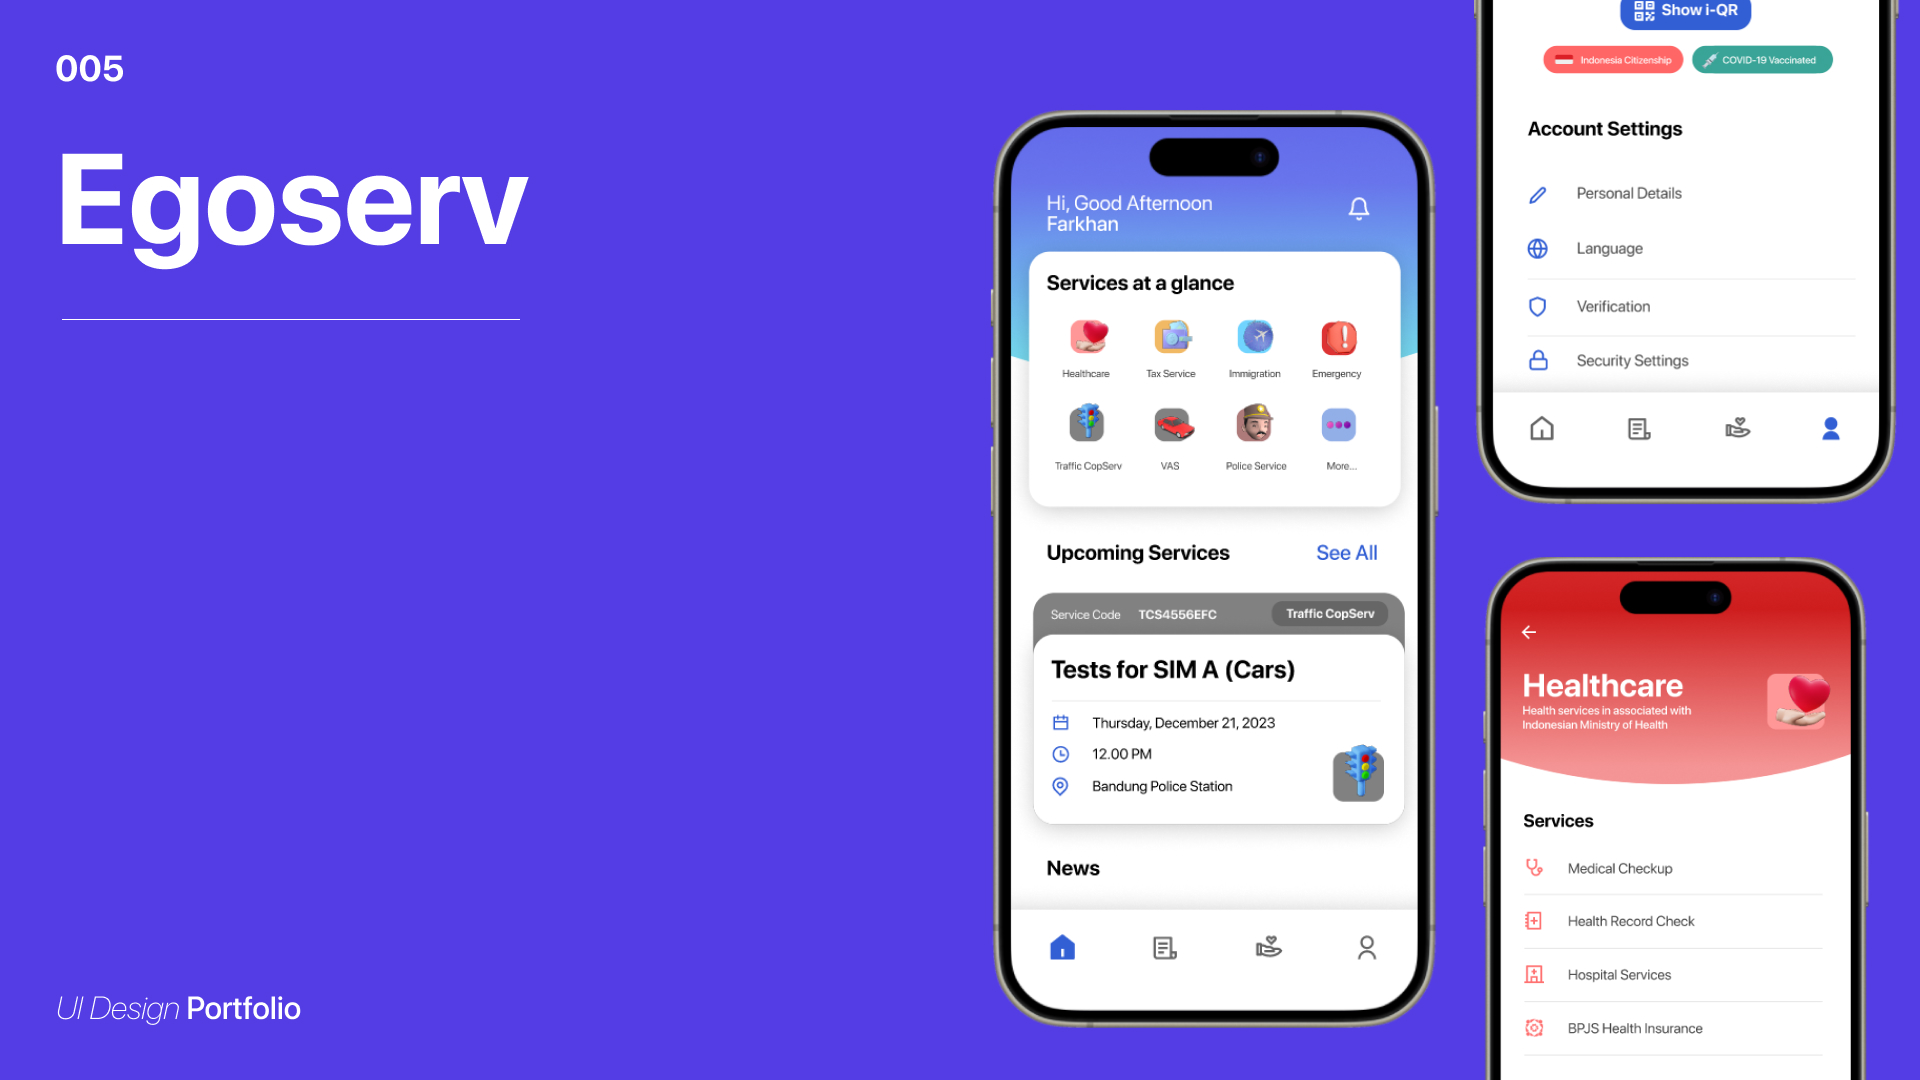 005
Egoserv
UI Design Portfolio
Hi, Good Afternoon
Farkhan
Services at a glance
Healthcare
Tax Service
Immigration
Emergency
Traffic CopServ
VAS
Police Service
More...
Upcoming Services
See All
Service Code TCS4556EFC
Traffic CopServ
Tests for SIM A (Cars)
Thursday, December 21, 2023
12.00 PM
Bandung Police Station
News
Show i-QR
Indonesia Citizenship
COVID-19 Vaccinated
Account Settings
Personal Details
Language
Verification
Security Settings
Healthcare
Health services in associated with
Indonesian Ministry of Health
Services
Medical Checkup
Health Record Check
Hospital Services
BPJS Health Insurance